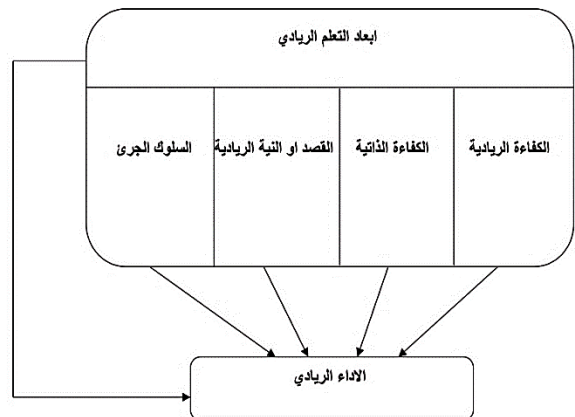 ابعاد التعلم الريادي
الكفاءة الريادية
الكفاءة الذاتية
القصد او النية الريادية
السلوك الجرئ
الاداء الريادي